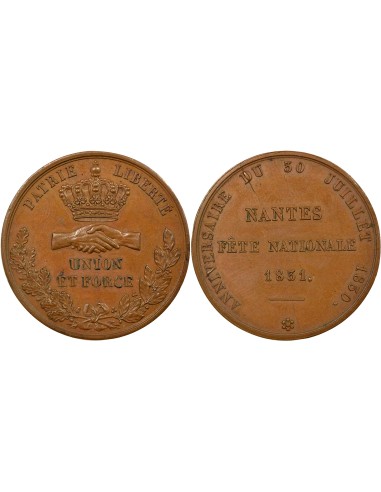 PATRIE LIBERTÉ
UNION
ET FORCE
ANNIVERSAIRE DU 30 JUILLET 1830.
NANTES
FÊTE NATIONALE
1831.